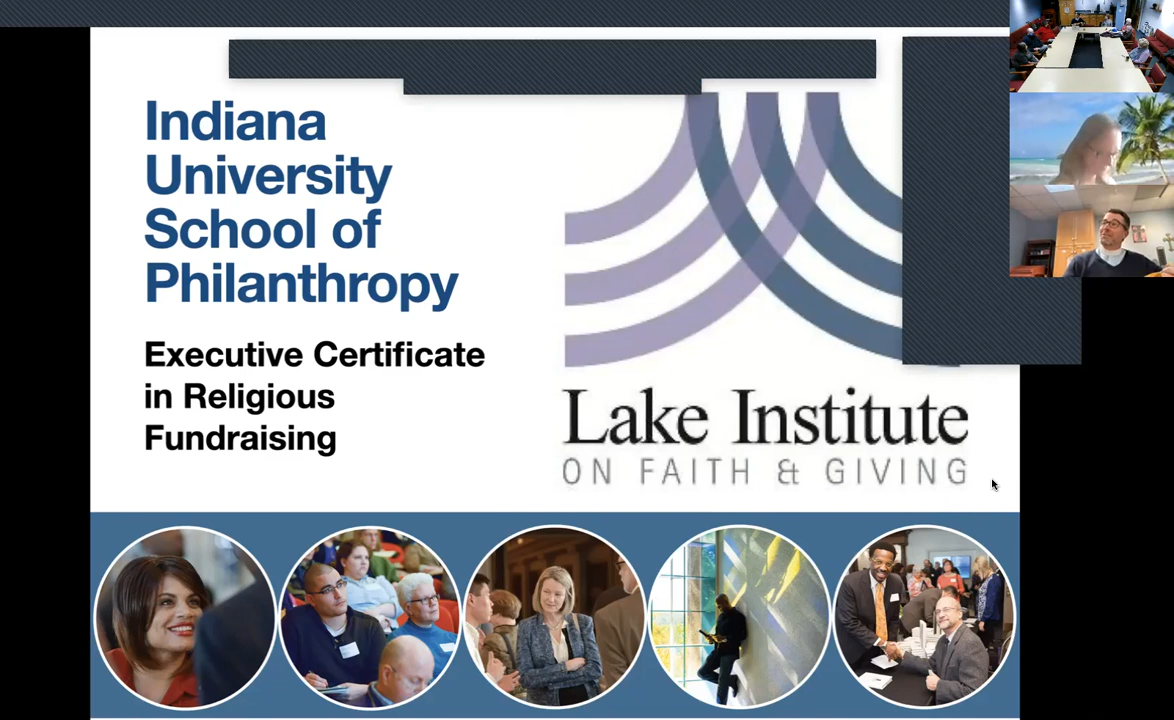 Indiana
University
School of
Philanthropy
Executive Certificate
in Religious
Fundraising
Lake Institute
ON FAITH & GIVING